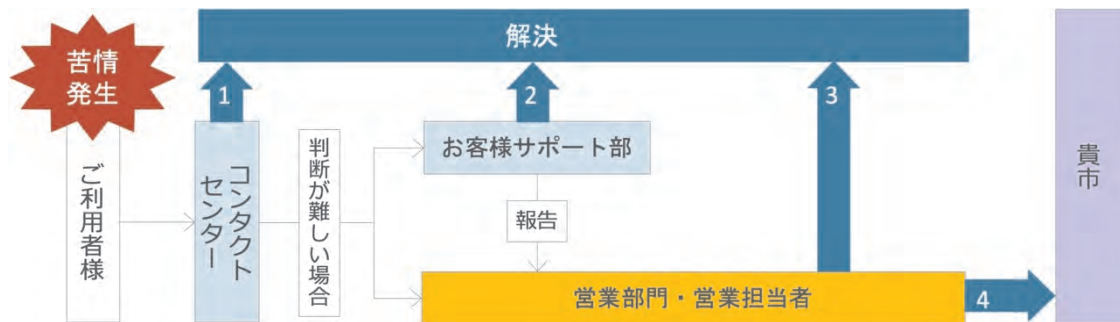 苦情
発生
解決
1
2
3
ご利用者様
コンタクト
センター
判断が難しい場合
お客様サポート部
報告
営業部門・営業担当者
4
貴市